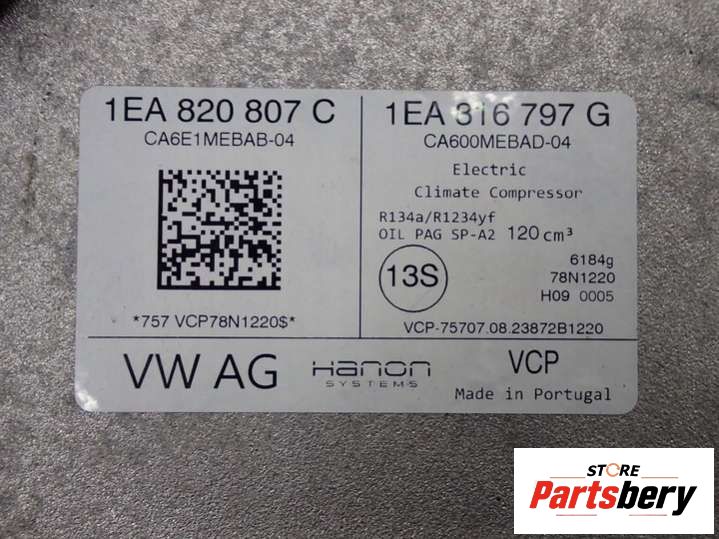 1EA 820 807 C
CA6E1MEBAB-04
*757 VCP78N1220$*
1EA 316 797 G
CA600MEBAD-04
Electric
Climate Compressor
R134a/R1234yf
OIL PAG SP-A2 120 cm³
13S
6184g
78N1220
H09 0005
VCP-75707.08.23872B1220
VW AG
Hanon
SYSTEMS
VCP
Made in Portugal
STORE
Partsbery